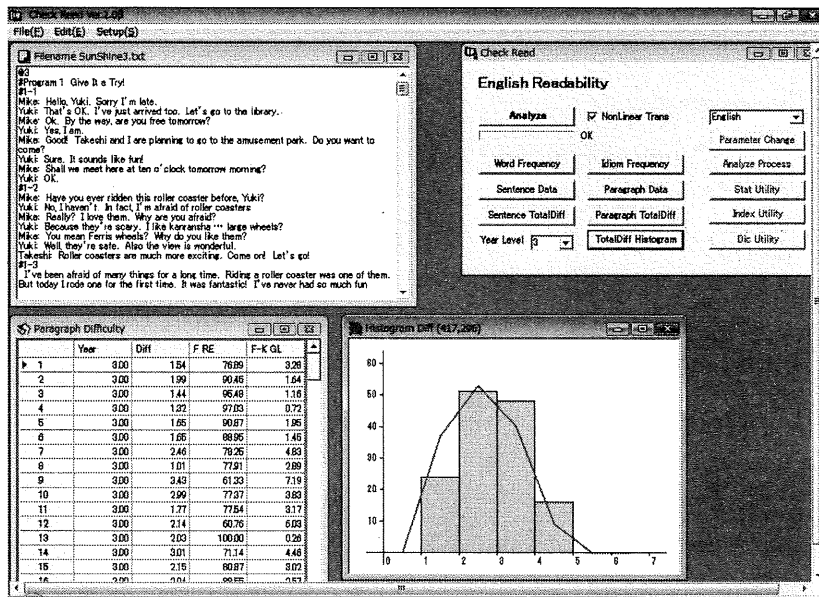 Check Read Ver1.00
File(F) Edit(E) Setup(S)
Filename SunShine3.txt
@3
#Program 1 Give It a Try!
#1-1
Mike: Hello, Yuki. Sorry I'm late.
Yuki: That's OK. I've just arrived too. Let's go to the library.
Mike: Ok. By the way, are you free tomorrow?
Yuki: Yes, I am.
Mike: Good! Takeshi and I are planning to go to the amusement park. Do you want to
come?
Yuki: Sure. It sounds like fun!
Mike: Shall we meet here at ten o'clock tomorrow morning?
Yuki: OK.
#1-2
Mike: Have you ever ridden this roller coaster before, Yuki?
Yuki: No, I haven't. In fact, I'm afraid of roller coasters
Mike: Really? I love them. Why are you afraid?
Yuki: Because they're scary. I like karransha … large wheels?
Mike: You mean Ferris wheels? Why do you like them?
Yuki: Well, they're safe. Also the view is wonderful.
Takeshi: Roller coasters are much more exciting. Come on! Let's go!
#1-3
I've been afraid of many things for a long time. Riding a roller coaster was one of them.
But today I rode one for the first time. It was fantastic! I've never had so much fun
Check Read
English Readability
Analyze NonLinear Trans English
OK
Parameter Change
Word Frequency Idiom Frequency Analyze Process
Sentence Data Paragraph Data Stat Utility
Sentence TotalDiff Paragraph TotalDiff Index Utility
Year Level 3 TotalDiff Histogram Dic Utility
Paragraph Difficulty
Year Diff F RE F-K GL
1 3.00 1.54 76.89 3.28
2 3.00 1.99 90.46 1.64
3 3.00 1.44 95.48 1.16
4 3.00 1.32 97.03 0.72
5 3.00 1.65 90.87 1.95
6 3.00 1.66 88.95 1.45
7 3.00 2.46 78.25 4.83
8 3.00 1.01 77.91 2.89
9 3.00 3.43 61.33 7.19
10 3.00 2.99 77.37 3.83
11 3.00 1.77 77.54 3.17
12 3.00 2.14 60.76 6.03
13 3.00 2.03 100.00 0.26
14 3.00 3.01 71.14 4.46
15 3.00 2.15 80.87 3.02
Histogram Diff (417,296)
60
50
40
30
20
10
0 1 2 3 4 5 6 7